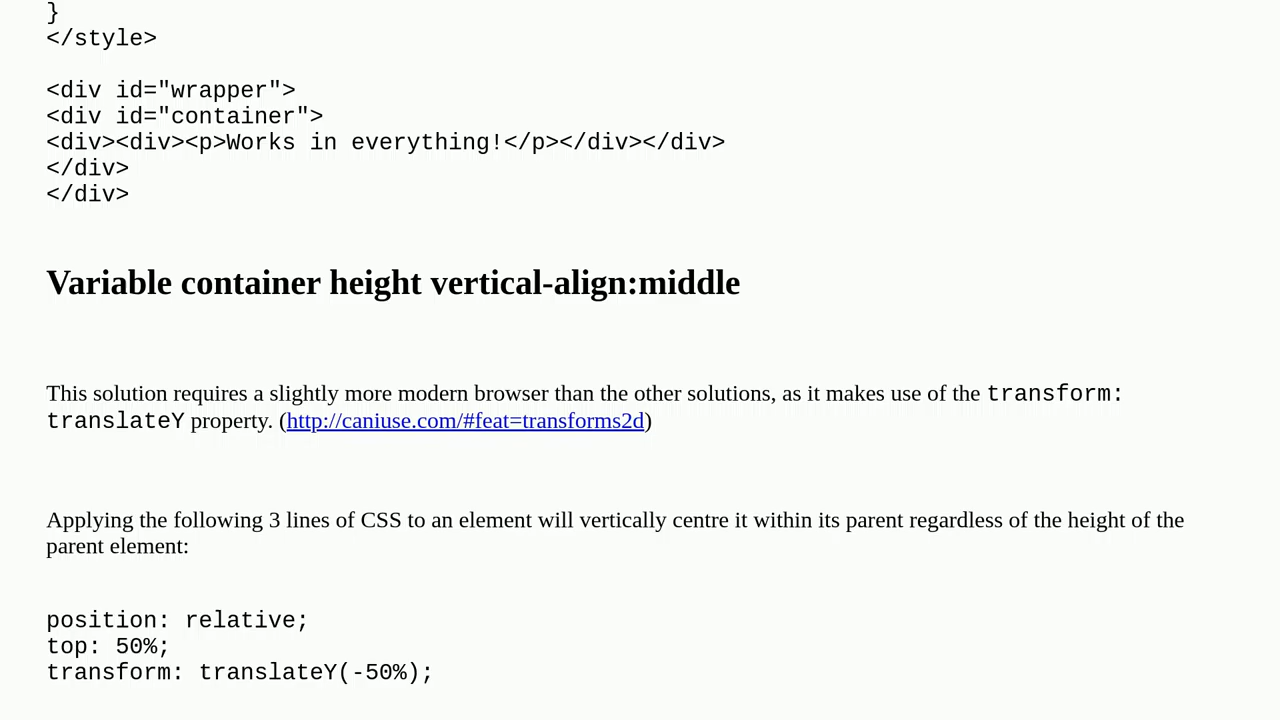 }
</style>
<div id="wrapper">
<div id="container">
<div><div><p>Works in everything!</p></div></div>
</div>
</div>
Variable container height vertical-align:middle
This solution requires a slightly more modern browser than the other solutions, as it makes use of the transform:
translateY property. (http://caniuse.com/#feat=transforms2d)
Applying the following 3 lines of CSS to an element will vertically centre it within its parent regardless of the height of the
parent element:
position: relative;
top: 50%;
transform: translateY(-50%);